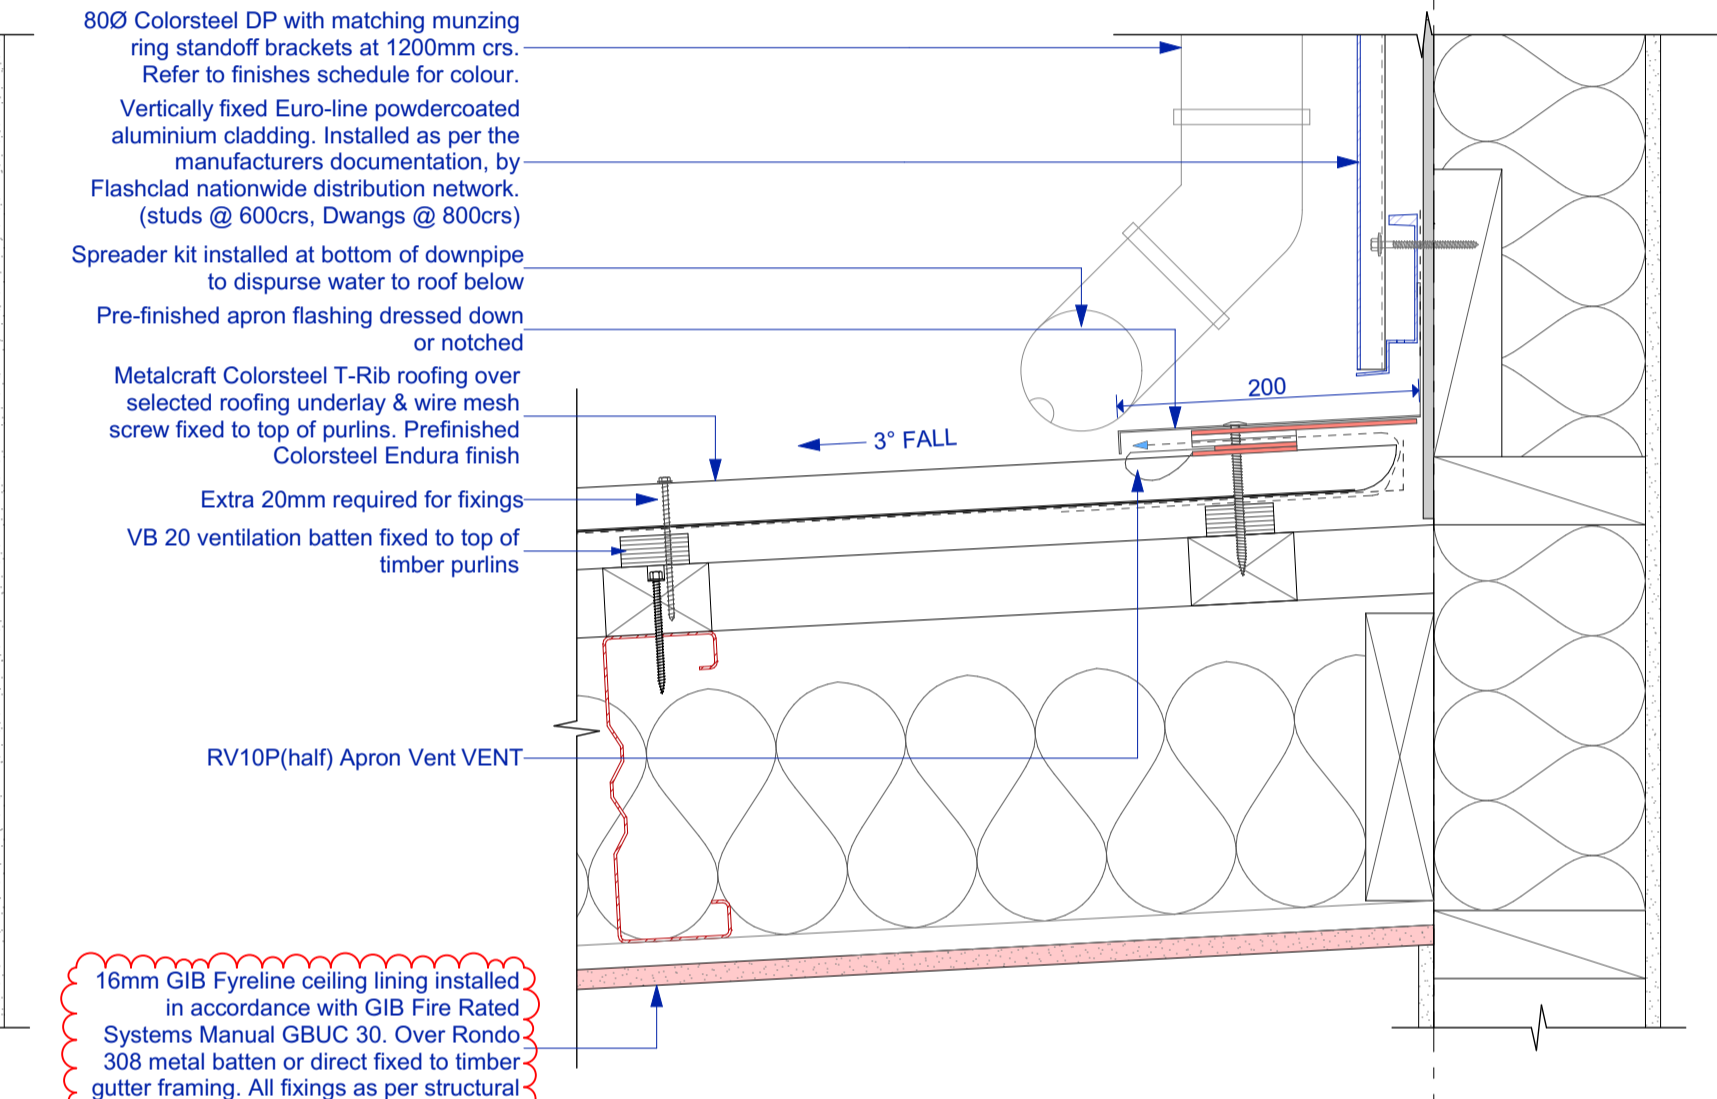 80Ø Colorsteel DP with matching munzing
ring standoff brackets at 1200mm crs.
Refer to finishes schedule for colour.
Vertically fixed Euro-line powdercoated
aluminium cladding. Installed as per the
manufacturers documentation, by
Flashclad nationwide distribution network.
(studs @ 600crs, Dwangs @ 800crs)
Spreader kit installed at bottom of downpipe
to dispurse water to roof below
Pre-finished apron flashing dressed down
or notched
Metalcraft Colorsteel T-Rib roofing over
selected roofing underlay & wire mesh
screw fixed to top of purlins. Prefinished
Colorsteel Endura finish
Extra 20mm required for fixings
VB 20 ventilation batten fixed to top of
timber purlins
RV10P(half) Apron Vent VENT
16mm GIB Fyreline ceiling lining installed
in accordance with GIB Fire Rated
Systems Manual GBUC 30. Over Rondo
308 metal batten or direct fixed to timber
gutter framing. All fixings as per structural
200
3° FALL